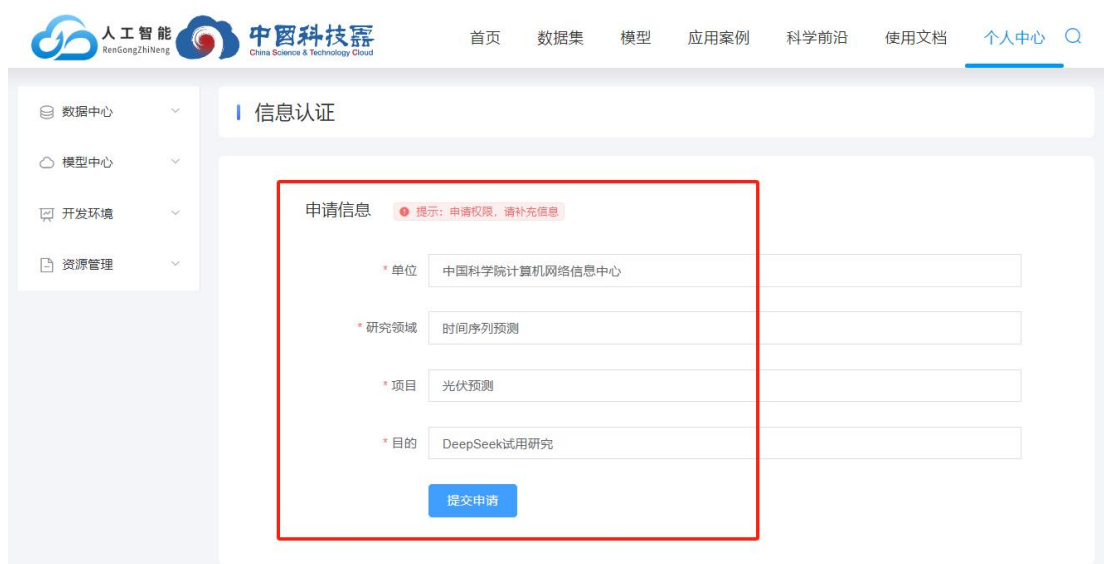 人工智能
RenGongZhiNeng
中国科技云
China Science & Technology Cloud
首页 数据集 模型 应用案例 科学前沿 使用文档 个人中心
数据中心
模型中心
开发环境
资源管理
信息认证
申请信息 提示：申请权限，请补充信息
* 单位 中国科学院计算机网络信息中心
* 研究领域 时间序列预测
* 项目 光伏预测
* 目的 DeepSeek试用研究
提交申请